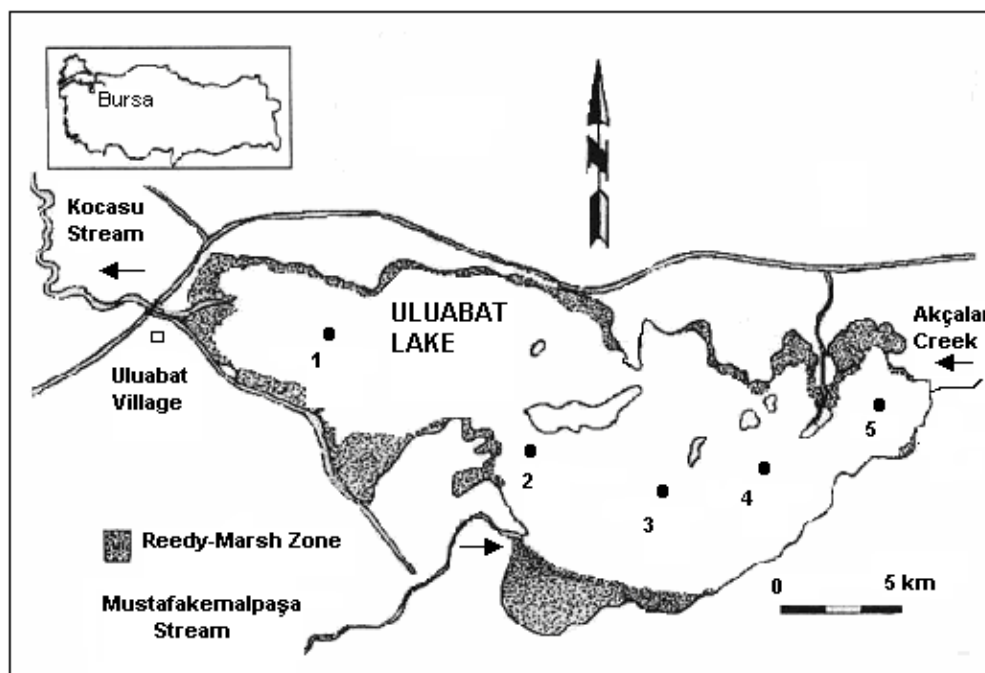 Bursa
Kocasu
Stream
N
ULUABAT
LAKE
Akçalar
Creek
1
Uluabat
Village
5
2
4
3
Reedy-Marsh Zone
0
5 km
Mustafakemalpaşa
Stream